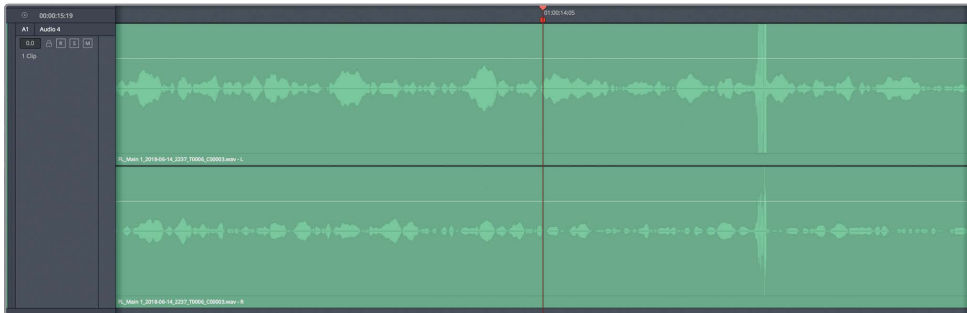 00:00:15:19
01:00:14:05
A1 Audio 4
0.0 R S M
1 Clip
FL_Main 1_2018-06-14_2237_T0006_C00003.wav - L
FL_Main 1_2018-06-14_2237_T0006_C00003.wav - R